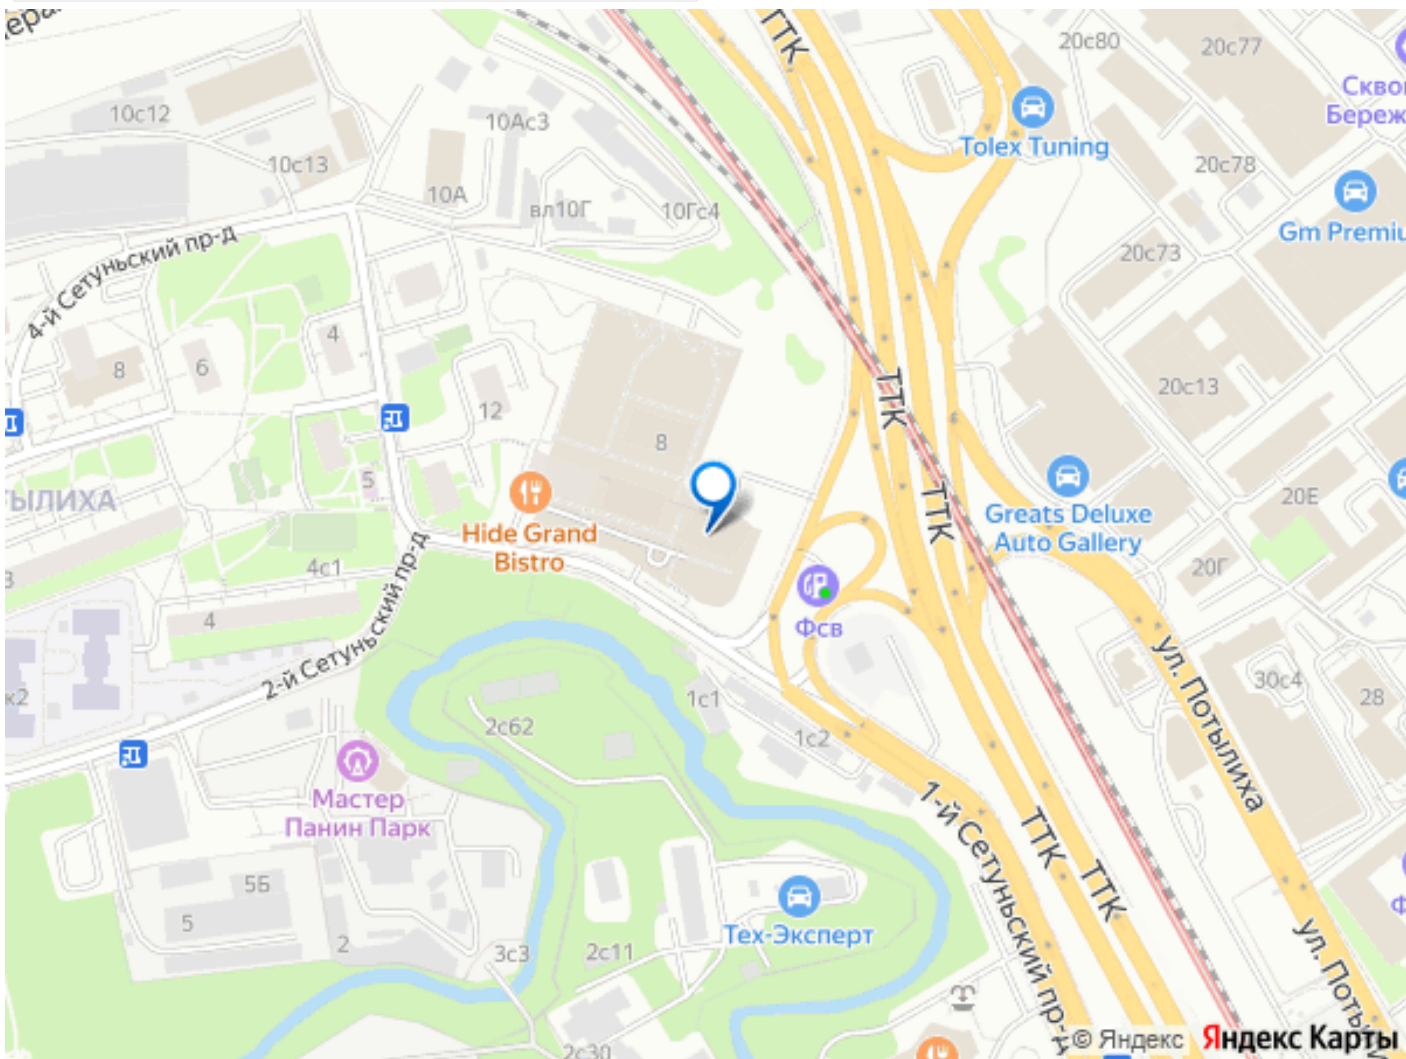 ТТК
20с80
20с77
10с12
10Ас3
Tolex Tuning
10с13
20с78
10А
вл10Г
10Гс4
Gm Premiu
4-й Сетуньский пр-д
20с73
4
8
6
20с13
ТТК
12
8
5
ТЫЛИХА
20Е
ТТК
Greats Deluxe
Auto Gallery
Hide Grand
Bistro
4с1
20Г
3
4
Фсв
2-й Сетуньский пр-д
ул. Потылиха
30с4
28
к2
1с1
2с62
1с2
Мастер
Панин Парк
1-й Сетуньский пр-д
ТТК
ТТК
5Б
5
2
Тех-Эксперт
3с3
2с11
2с30
© Яндекс
Яндекс Карты